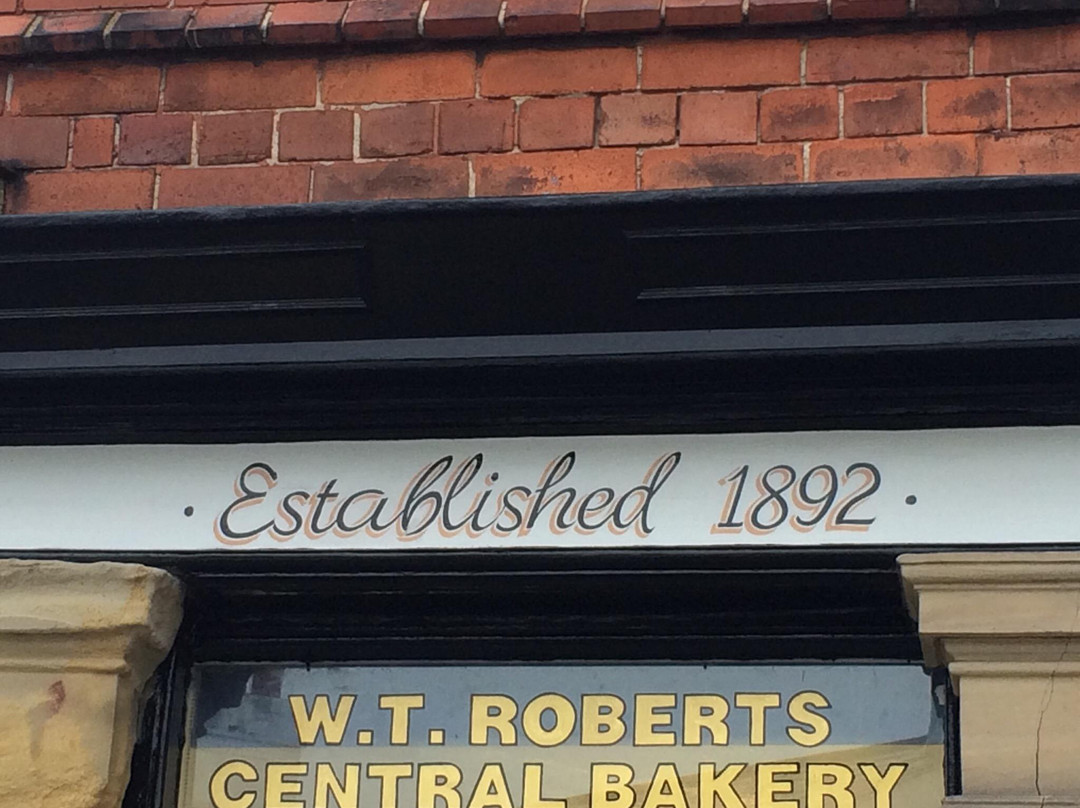 · Established 1892 ·
W.T. ROBERTS
CENTRAL BAKERY